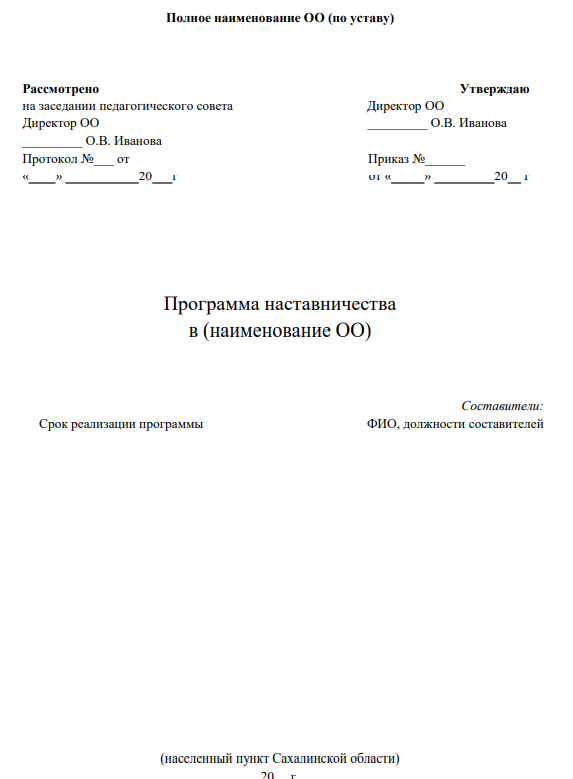 Полное наименование ОО (по уставу)
Рассмотрено Утверждаю
на заседании педагогического совета Директор ОО
Директор ОО _________ О.В. Иванова
_________ О.В. Иванова
Протокол №___ от Приказ №______
«____» ___________20___г от «_____» _________20__ г
Программа наставничества
в (наименование ОО)
Составители:
Срок реализации программы ФИО, должности составителей
(населенный пункт Сахалинской области)
20__ г